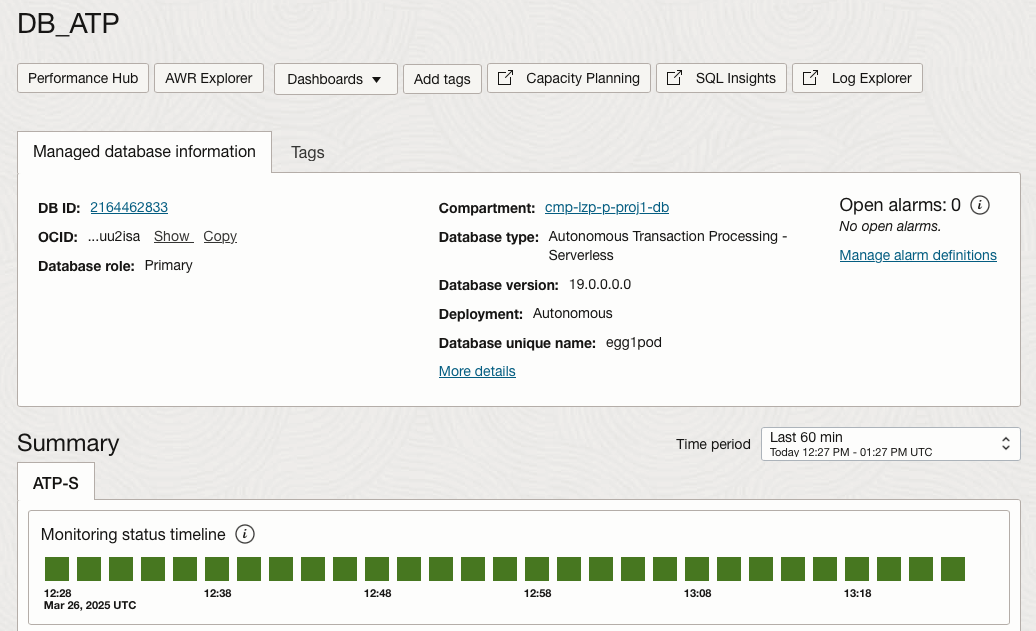 DB_ATP
Performance Hub
AWR Explorer
Dashboards
Add tags
Capacity Planning
SQL Insights
Log Explorer
Managed database information
Tags
DB ID: 2164462833
OCID: ...uu2isa Show Copy
Database role: Primary
Compartment: cmp-lzp-p-proj1-db
Database type: Autonomous Transaction Processing -
Serverless
Database version: 19.0.0.0.0
Deployment: Autonomous
Database unique name: egg1pod
More details
Open alarms: 0
No open alarms.
Manage alarm definitions
Summary
Time period
Last 60 min
Today 12:27 PM - 01:27 PM UTC
ATP-S
Monitoring status timeline
12:28 12:38 12:48 12:58 13:08 13:18
Mar 26, 2025 UTC